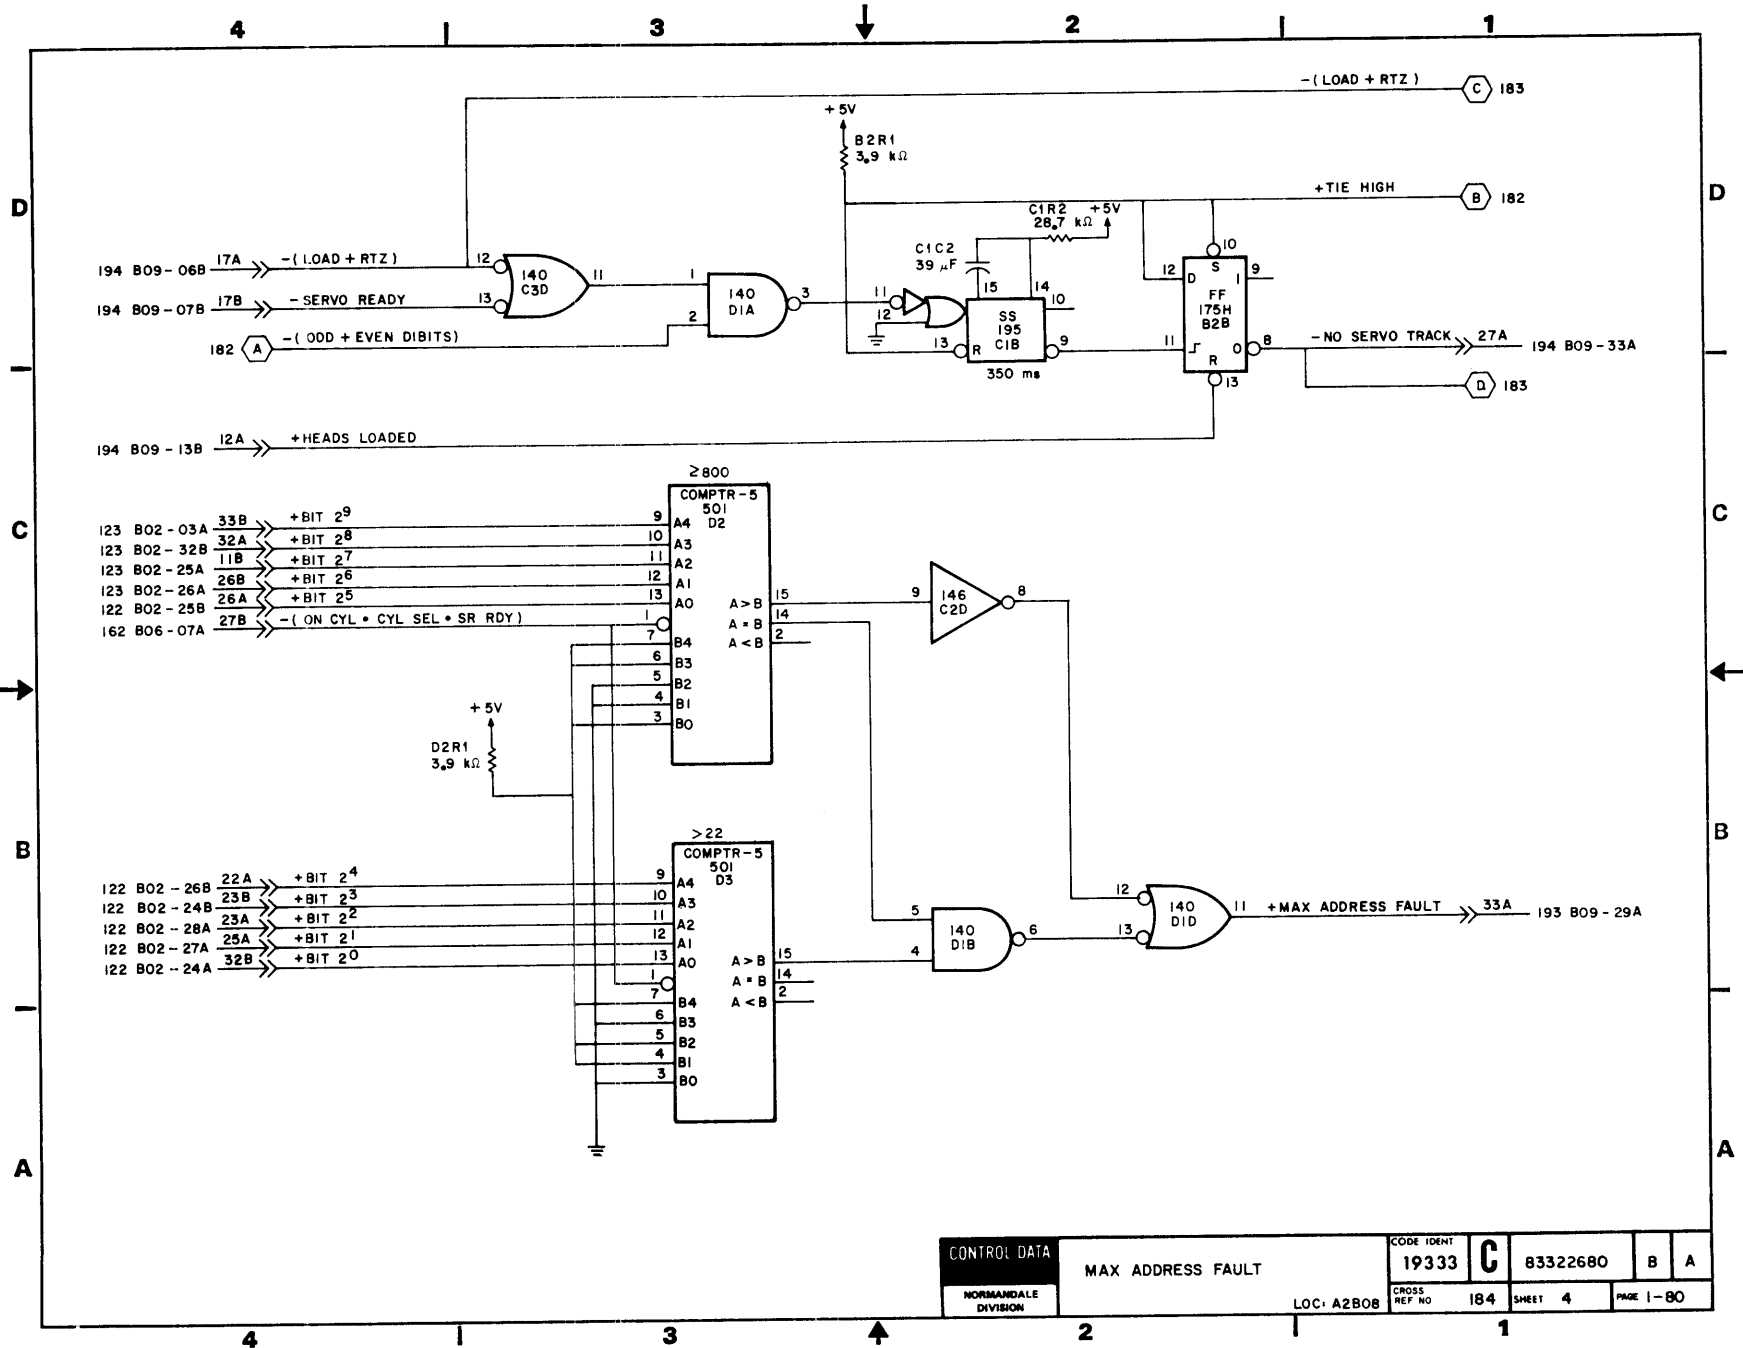 4 3 2 1
-(LOAD + RTZ) C 183
+5V
B2R1
3.9 kΩ
D D
+TIE HIGH B 182
C1R2 +5V
28.7 kΩ
C1C2
39 µF
194 B09-06B 17A -(LOAD + RTZ) 12
140
C3D
11
194 B09-07B 17B -SERVO READY 13
182 A -(ODD + EVEN DIBITS)
1
2
140
D1A
3
11
12
13 R
15 14
SS
195
C1B
10
9
350 ms
10
S
12 D 1 9
FF
175H
B2B
11 0 8
R
13
-NO SERVO TRACK 27A 194 B09-33A
D 183
194 B09-13B 12A +HEADS LOADED
≥800
COMPTR-5
501
D2
C C
123 B02-03A 33B +BIT 2⁹ 9 A4
123 B02-32B 32A +BIT 2⁸ 10 A3
123 B02-25A 11B +BIT 2⁷ 11 A2
123 B02-26A 26B +BIT 2⁶ 12 A1
122 B02-25B 26A +BIT 2⁵ 13 A0
162 B06-07A 27B -(ON CYL • CYL SEL • SR RDY) 1
7 B4
6 B3
5 B2
4 B1
3 B0
A > B 15
A = B 14
A < B 2
9
146
C2D
8
+5V
D2R1
3.9 kΩ
B B
>22
COMPTR-5
501
D3
122 B02-26B 22A +BIT 2⁴ 9 A4
122 B02-24B 23B +BIT 2³ 10 A3
122 B02-28A 23A +BIT 2² 11 A2
122 B02-27A 25A +BIT 2¹ 12 A1
122 B02-24A 32B +BIT 2⁰ 13 A0
1
7 B4
6 B3
5 B2
4 B1
3 B0
A > B 15
A = B 14
A < B 2
5
4
140
D1B
6
12
13
140
D1D
11 +MAX ADDRESS FAULT 33A 193 B09-29A
A A
CONTROL DATA
NORMANDALE
DIVISION
MAX ADDRESS FAULT
LOC: A2B08
CODE IDENT
19333 C 83322680 B A
CROSS
REF NO 184 SHEET 4 PAGE 1-80
4 3 2 1